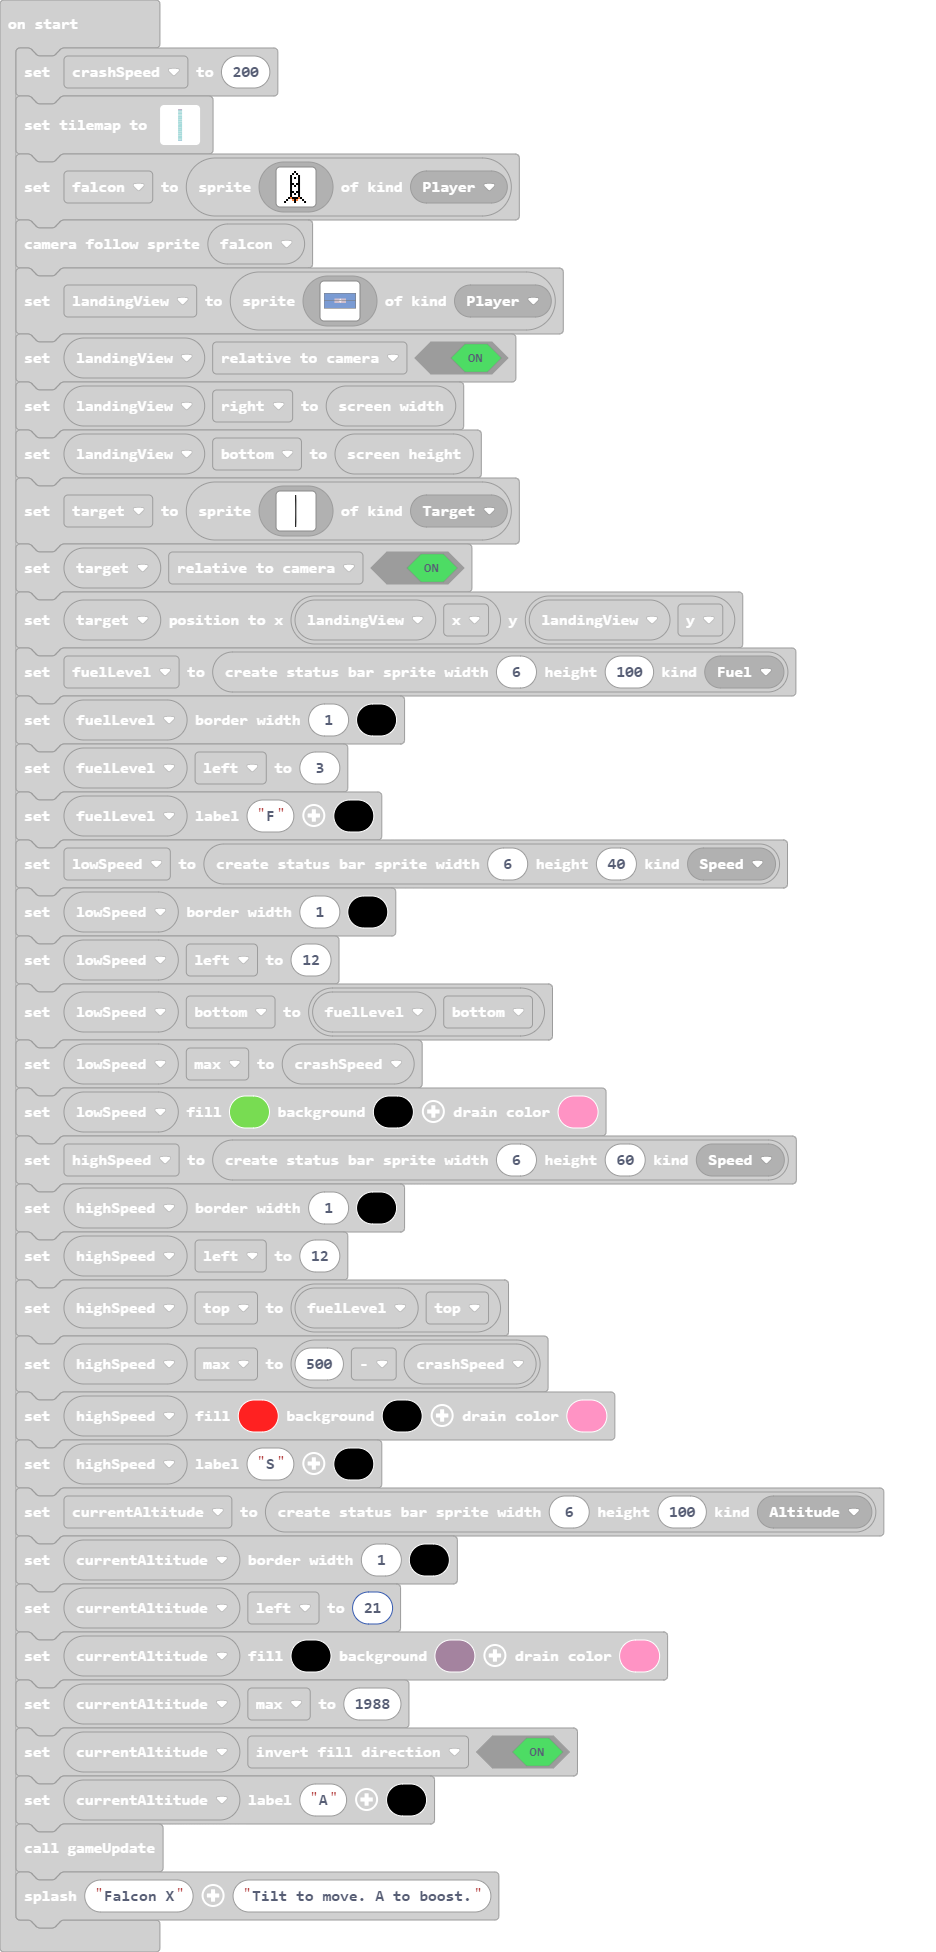 on start
set crashSpeed to 200
set tilemap to
set falcon to sprite of kind Player
camera follow sprite falcon
set landingView to sprite of kind Player
set landingView relative to camera ON
set landingView right to screen width
set landingView bottom to screen height
set target to sprite of kind Target
set target relative to camera ON
set target position to x landingView x y landingView y
set fuelLevel to create status bar sprite width 6 height 100 kind Fuel
set fuelLevel border width 1
set fuelLevel left to 3
set fuelLevel label "F"
set lowSpeed to create status bar sprite width 6 height 40 kind Speed
set lowSpeed border width 1
set lowSpeed left to 12
set lowSpeed bottom to fuelLevel bottom
set lowSpeed max to crashSpeed
set lowSpeed fill background drain color
set highSpeed to create status bar sprite width 6 height 60 kind Speed
set highSpeed border width 1
set highSpeed left to 12
set highSpeed top to fuelLevel top
set highSpeed max to 500 - crashSpeed
set highSpeed fill background drain color
set highSpeed label "S"
set currentAltitude to create status bar sprite width 6 height 100 kind Altitude
set currentAltitude border width 1
set currentAltitude left to 21
set currentAltitude fill background drain color
set currentAltitude max to 1988
set currentAltitude invert fill direction ON
set currentAltitude label "A"
call gameUpdate
splash "Falcon X" "Tilt to move. A to boost."